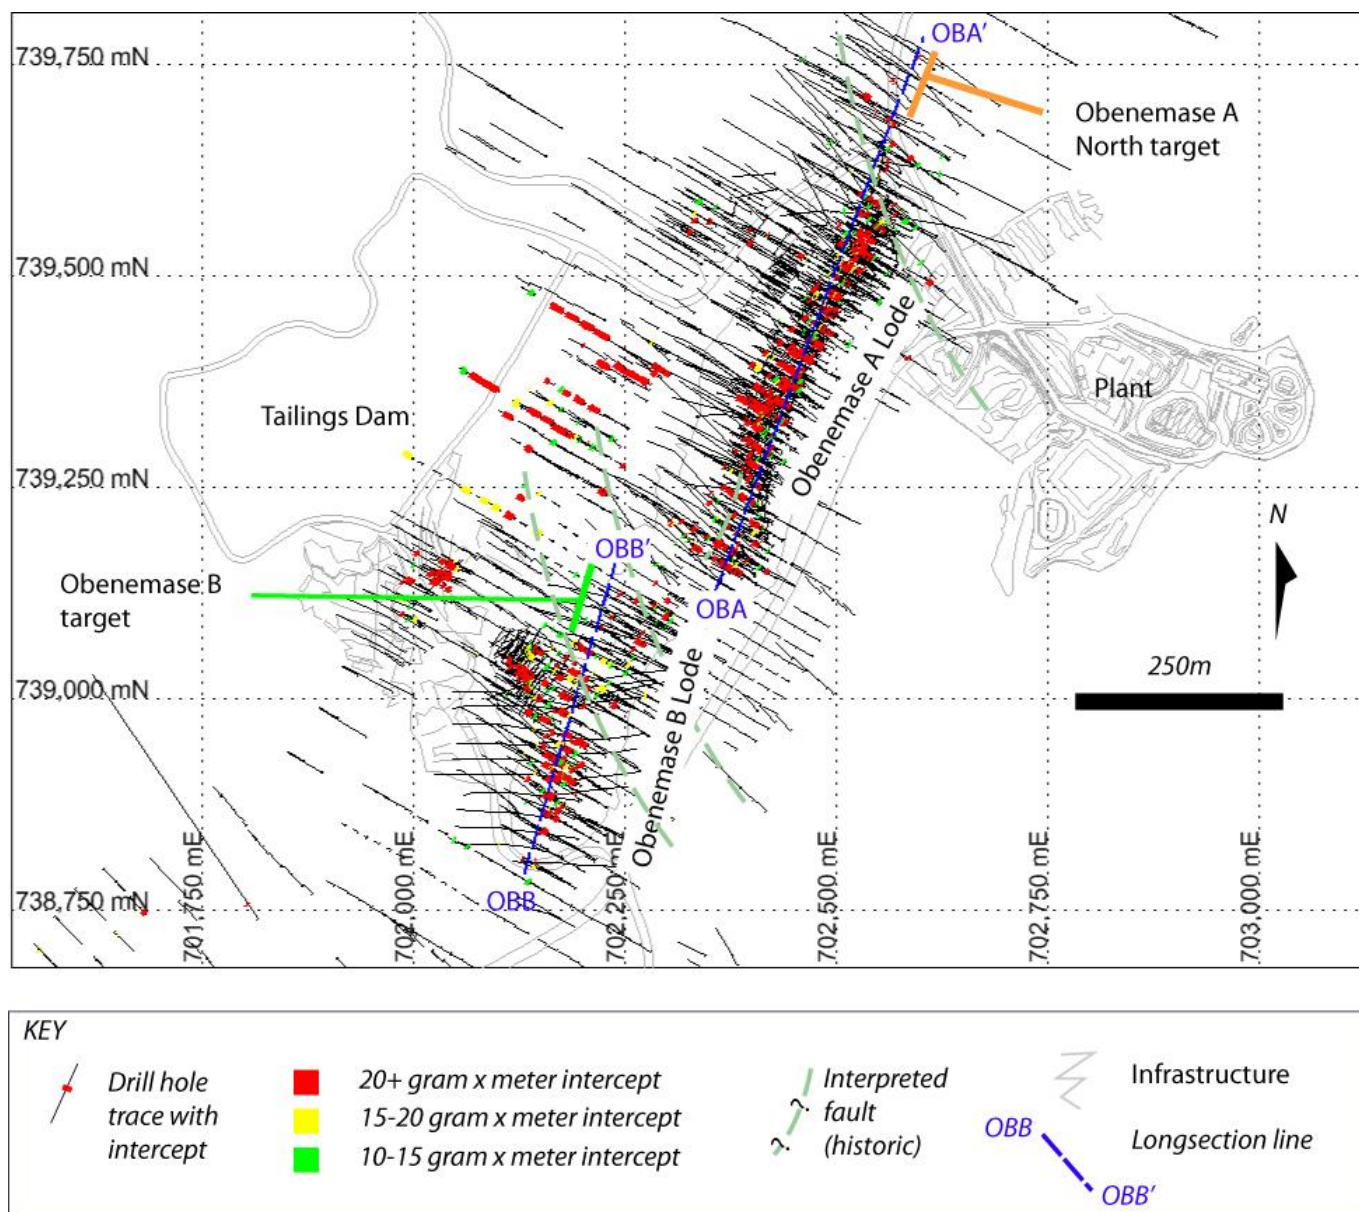 OBA'
739,750 mN
Obenemase A
North target
739,500 mN
Obenemase A Lode
Plant
Tailings Dam
739,250 mN
N
OBB'
Obenemase B
target
OBA
250m
739,000 mN
Obenemase B Lode
OBB
738,750 mN
701,750 mE
702,000 mE
702,250 mE
702,500 mE
702,750 mE
703,000 mE
KEY
Drill hole
trace with
intercept
20+ gram x meter intercept
15-20 gram x meter intercept
10-15 gram x meter intercept
?
?
Interpreted
fault
(historic)
Infrastructure
OBB
Longsection line
OBB'